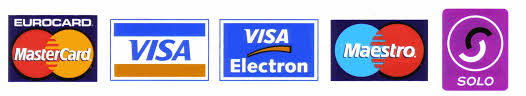 EUROCARD
MasterCard
VISA
VISA
Electron
Maestro
SOLO